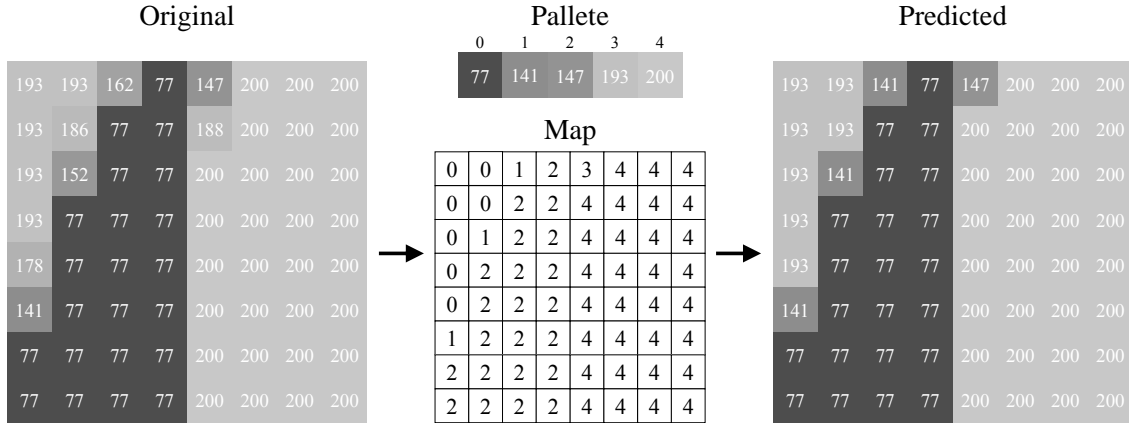 Original
193 193 162 77 147 200 200 200
193 186 77 77 188 200 200 200
193 152 77 77 200 200 200 200
193 77 77 77 200 200 200 200
178 77 77 77 200 200 200 200
141 77 77 77 200 200 200 200
77 77 77 77 200 200 200 200
77 77 77 77 200 200 200 200
Pallete
0 1 2 3 4
77 141 147 193 200
Map
0 0 1 2 3 4 4 4
0 0 2 2 4 4 4 4
0 1 2 2 4 4 4 4
0 2 2 2 4 4 4 4
0 2 2 2 4 4 4 4
1 2 2 2 4 4 4 4
2 2 2 2 4 4 4 4
2 2 2 2 4 4 4 4
Predicted
193 193 141 77 147 200 200 200
193 193 77 77 200 200 200 200
193 141 77 77 200 200 200 200
193 77 77 77 200 200 200 200
193 77 77 77 200 200 200 200
141 77 77 77 200 200 200 200
77 77 77 77 200 200 200 200
77 77 77 77 200 200 200 200